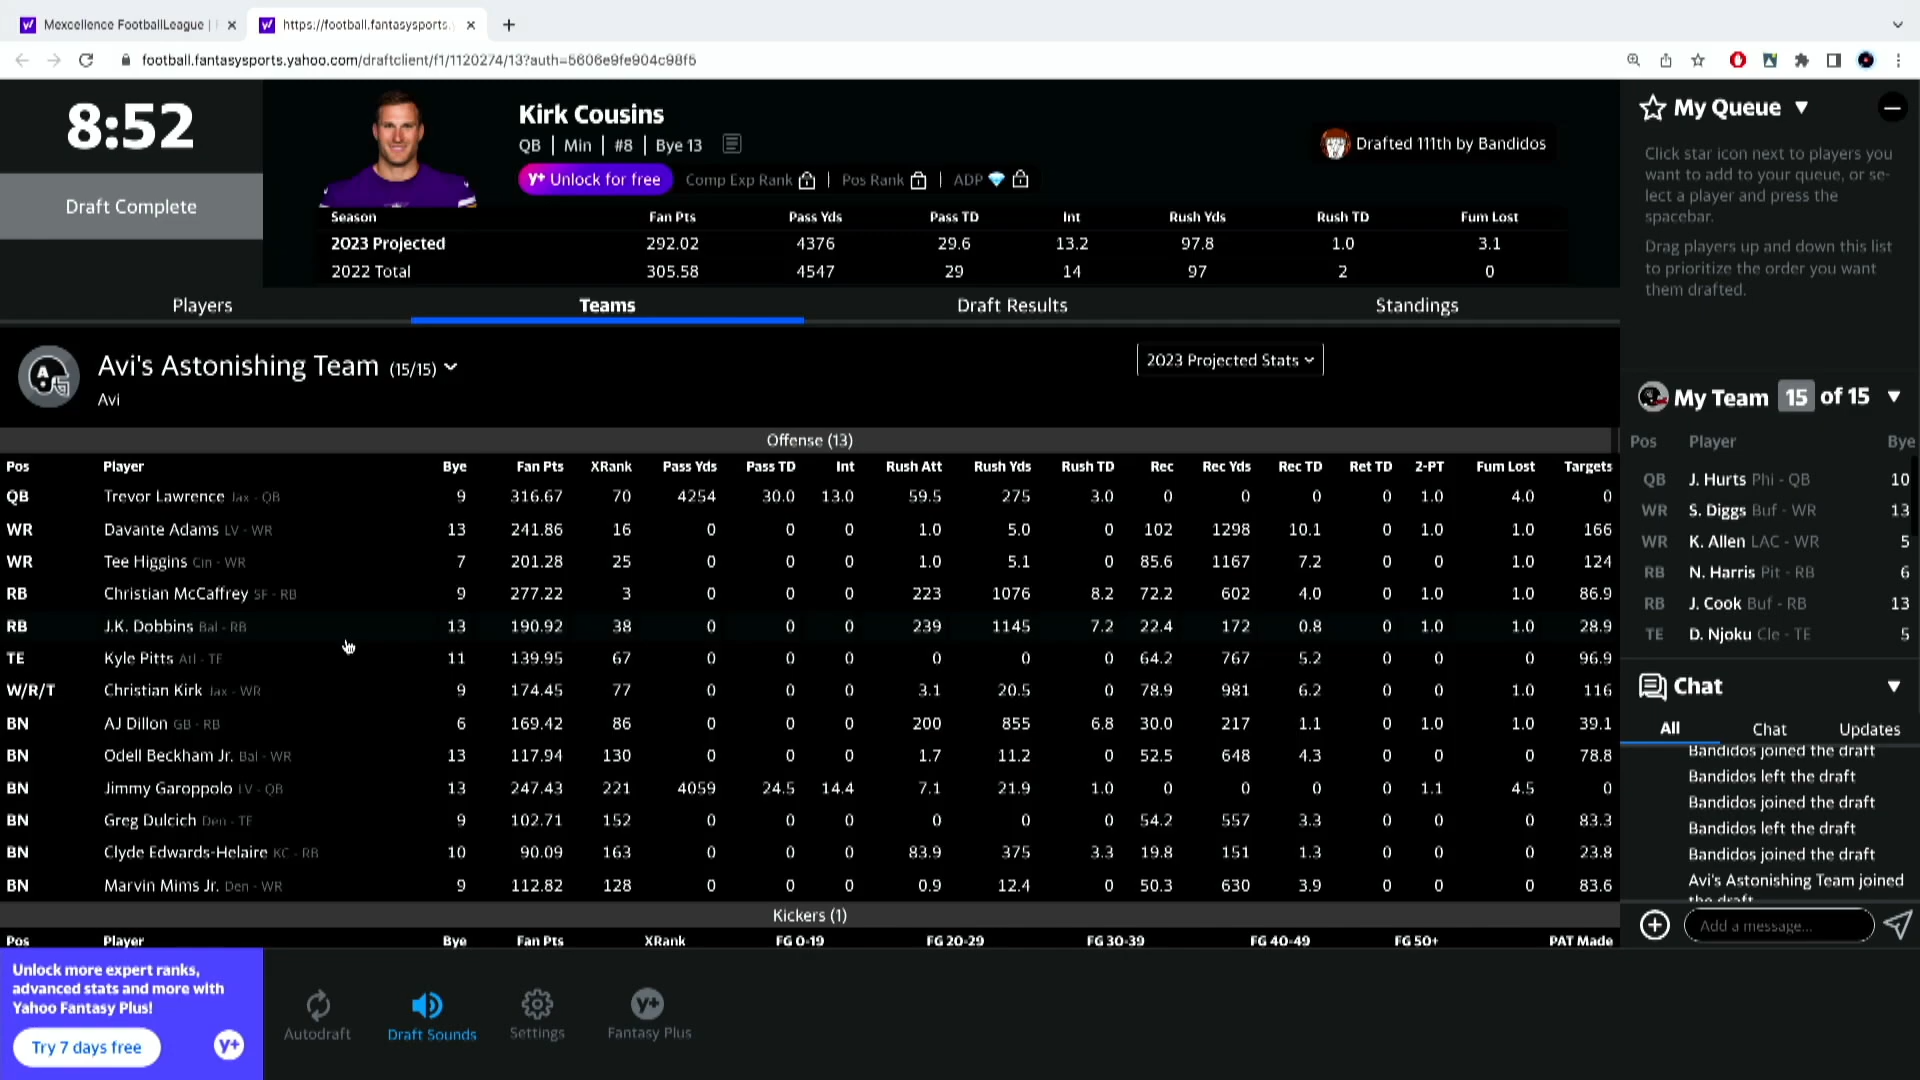 Mexcellence FootballLeague |
https://football.fantasysports.
football.fantasysports.yahoo.com/draftclient/f1/1120274/13?auth=5606e9fe904c98f5
8:52
Draft Complete
Kirk Cousins
QB | Min | #8 | Bye 13
Drafted 111th by Bandidos
y+ Unlock for free Comp Exp Rank | Pos Rank | ADP
Season Fan Pts Pass Yds Pass TD Int Rush Yds Rush TD Fum Lost
2023 Projected 292.02 4376 29.6 13.2 97.8 1.0 3.1
2022 Total 305.58 4547 29 14 97 2 0
Players Teams Draft Results Standings
Avi's Astonishing Team (15/15)
Avi
2023 Projected Stats
Offense (13)
Pos Player Bye Fan Pts XRank Pass Yds Pass TD Int Rush Att Rush Yds Rush TD Rec Rec Yds Rec TD Ret TD 2-PT Fum Lost Targets
QB Trevor Lawrence Jax - QB 9 316.67 70 4254 30.0 13.0 59.5 275 3.0 0 0 0 0 1.0 4.0 0
WR Davante Adams LV - WR 13 241.86 16 0 0 0 1.0 5.0 0 102 1298 10.1 0 1.0 1.0 166
WR Tee Higgins Cin - WR 7 201.28 25 0 0 0 1.0 5.1 0 85.6 1167 7.2 0 0 1.0 124
RB Christian McCaffrey SF - RB 9 277.22 3 0 0 0 223 1076 8.2 72.2 602 4.0 0 1.0 1.0 86.9
RB J.K. Dobbins Bal - RB 13 190.92 38 0 0 0 239 1145 7.2 22.4 172 0.8 0 1.0 1.0 28.9
TE Kyle Pitts Atl - TE 11 139.95 67 0 0 0 0 0 0 64.2 767 5.2 0 0 0 96.9
W/R/T Christian Kirk Jax - WR 9 174.45 77 0 0 0 3.1 20.5 0 78.9 981 6.2 0 0 1.0 116
BN AJ Dillon GB - RB 6 169.42 86 0 0 0 200 855 6.8 30.0 217 1.1 0 1.0 1.0 39.1
BN Odell Beckham Jr. Bal - WR 13 117.94 130 0 0 0 1.7 11.2 0 52.5 648 4.3 0 0 0 78.8
BN Jimmy Garoppolo LV - QB 13 247.43 221 4059 24.5 14.4 7.1 21.9 1.0 0 0 0 0 1.1 4.5 0
BN Greg Dulcich Den - TE 9 102.71 152 0 0 0 0 0 0 54.2 557 3.3 0 0 0 83.3
BN Clyde Edwards-Helaire KC - RB 10 90.09 163 0 0 0 83.9 375 3.3 19.8 151 1.3 0 0 0 23.8
BN Marvin Mims Jr. Den - WR 9 112.82 128 0 0 0 0.9 12.4 0 50.3 630 3.9 0 0 0 83.6
Kickers (1)
Pos Player Bye Fan Pts XRank FG 0-19 FG 20-29 FG 30-39 FG 40-49 FG 50+ PAT Made
Unlock more expert ranks,
advanced stats and more with
Yahoo Fantasy Plus!
Try 7 days free y+
Autodraft Draft Sounds Settings Fantasy Plus
My Queue
Click star icon next to players you
want to add to your queue, or se-
lect a player and press the
spacebar.
Drag players up and down this list
to prioritize the order you want
them drafted.
My Team 15 of 15
Pos Player Bye
QB J. Hurts Phi - QB 10
WR S. Diggs Buf - WR 13
WR K. Allen LAC - WR 5
RB N. Harris Pit - RB 6
RB J. Cook Buf - RB 13
TE D. Njoku Cle - TE 5
Chat
All Chat Updates
Bandidos joined the draft
Bandidos left the draft
Bandidos joined the draft
Bandidos left the draft
Bandidos joined the draft
Avi's Astonishing Team joined
the draft
Add a message...